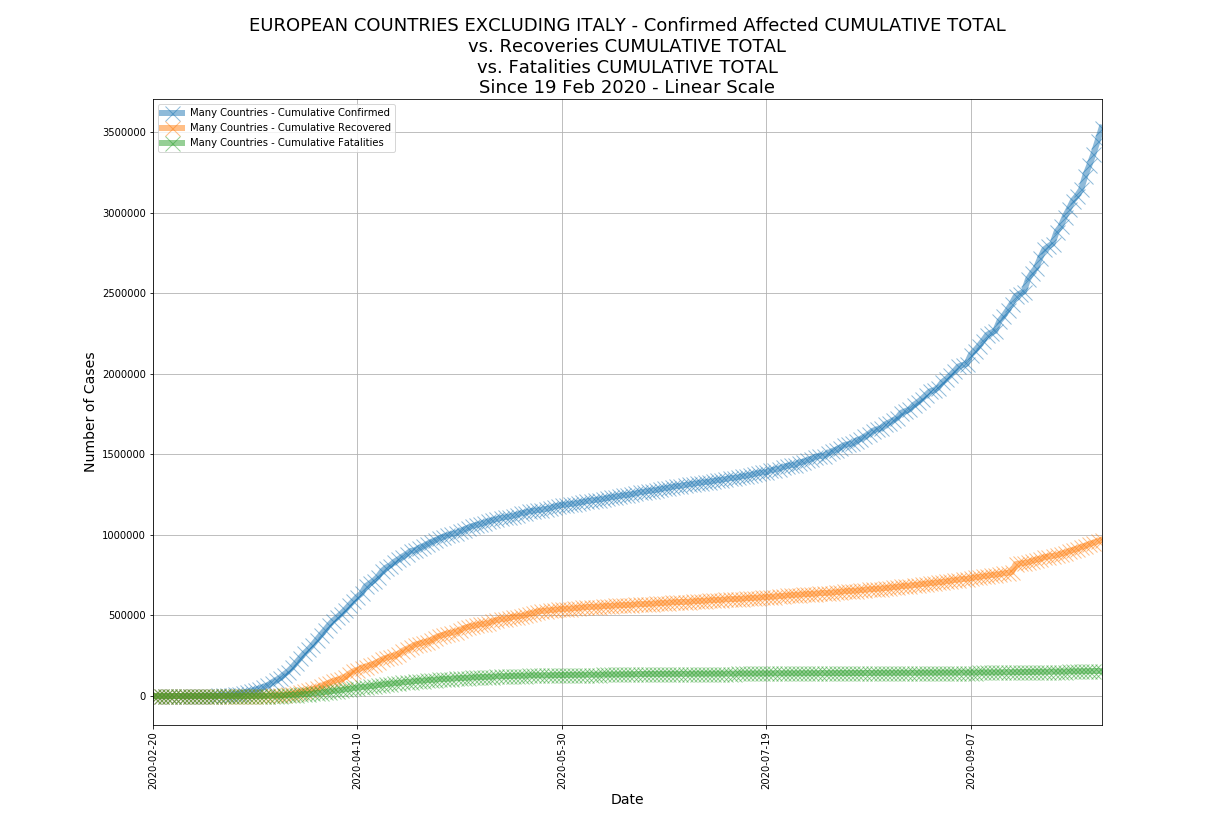 EUROPEAN COUNTRIES EXCLUDING ITALY - Confirmed Affected CUMULATIVE TOTAL
vs. Recoveries CUMULATIVE TOTAL
vs. Fatalities CUMULATIVE TOTAL
Since 19 Feb 2020 - Linear Scale
Many Countries - Cumulative Confirmed
Many Countries - Cumulative Recovered
Many Countries - Cumulative Fatalities
3500000
3000000
2500000
2000000
1500000
1000000
500000
0
Number of Cases
2020-02-20
2020-04-10
2020-05-30
2020-07-19
2020-09-07
Date